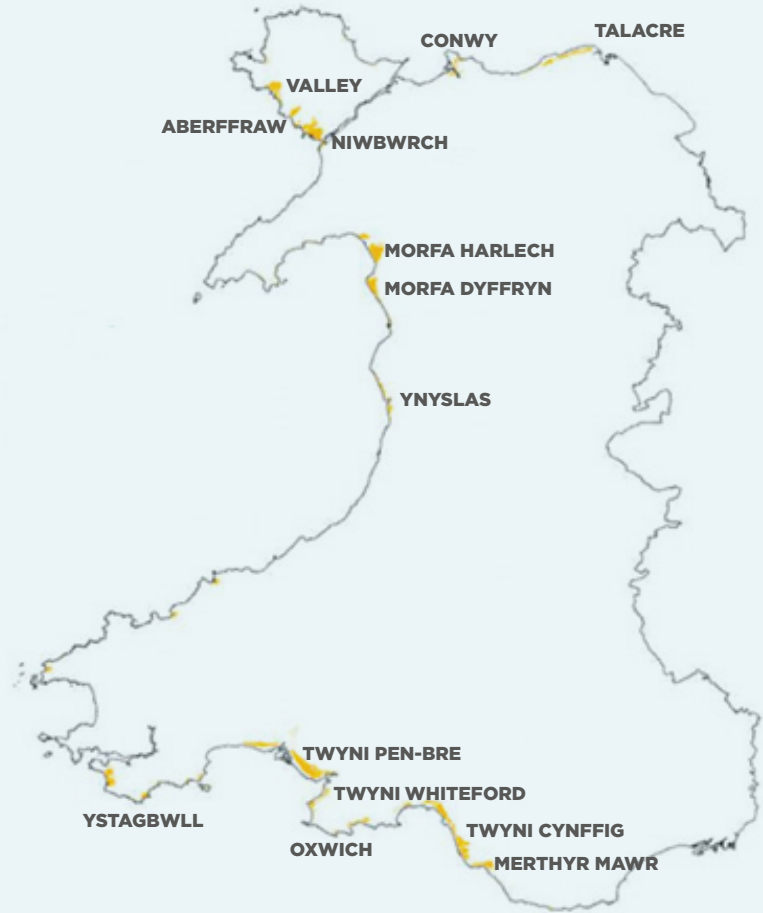 TALACRE
CONWY
VALLEY
ABERFFRAW
NIWBWRCH
MORFA HARLECH
MORFA DYFFRYN
YNYSLAS
TWYNI PEN-BRE
TWYNI WHITEFORD
YSTAGBWLL
TWYNI CYNFFIG
OXWICH
MERTHYR MAWR